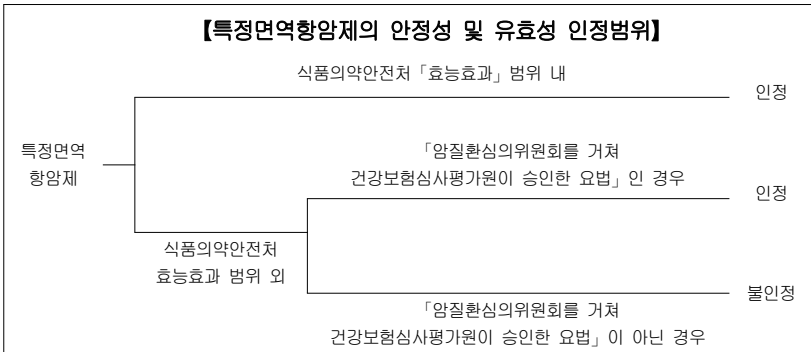 【특정면역항암제의 안정성 및 유효성 인정범위】
식품의약안전처「효능효과」범위 내
인정
특정면역
항암제
「암질환심의위원회를 거쳐
건강보험심사평가원이 승인한 요법」인 경우
인정
식품의약안전처
효능효과 범위 외
불인정
「암질환심의위원회를 거쳐
건강보험심사평가원이 승인한 요법」이 아닌 경우